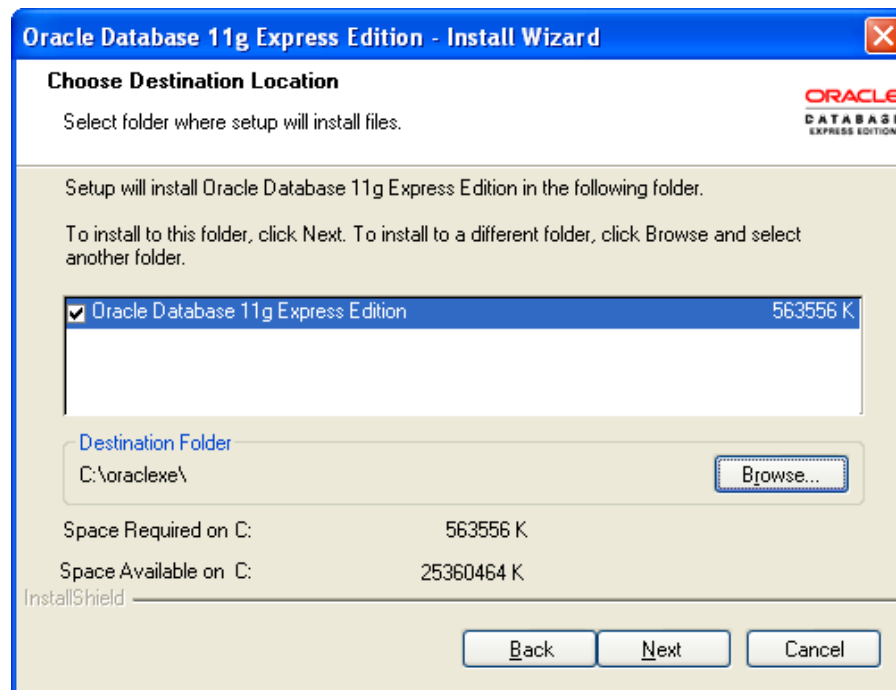 Oracle Database 11g Express Edition - Install Wizard
Choose Destination Location
Select folder where setup will install files.
ORACLE
DATABASE
EXPRESS EDITION
Setup will install Oracle Database 11g Express Edition in the following folder.
To install to this folder, click Next. To install to a different folder, click Browse and select
another folder.
Oracle Database 11g Express Edition 563556 K
Destination Folder
C:\oraclexe\
Browse...
Space Required on C: 563556 K
Space Available on C: 25360464 K
InstallShield
Back Next Cancel